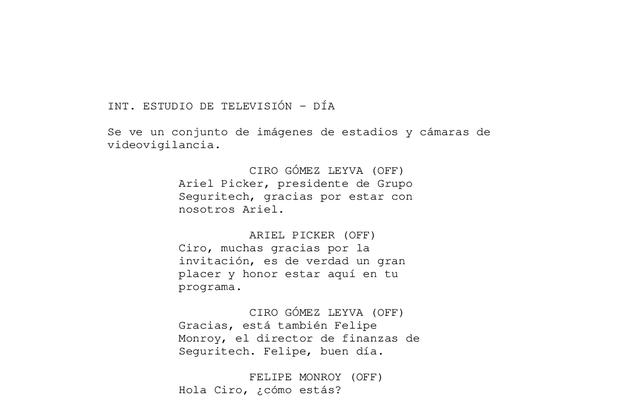 INT. ESTUDIO DE TELEVISIÓN – DÍA
Se ve un conjunto de imágenes de estadios y cámaras de
videovigilancia.
CIRO GÓMEZ LEYVA (OFF)
Ariel Picker, presidente de Grupo
Seguritech, gracias por estar con
nosotros Ariel.
ARIEL PICKER (OFF)
Ciro, muchas gracias por la
invitación, es de verdad un gran
placer y honor estar aquí en tu
programa.
CIRO GÓMEZ LEYVA (OFF)
Gracias, está también Felipe
Monroy, el director de finanzas de
Seguritech. Felipe, buen día.
FELIPE MONROY (OFF)
Hola Ciro, ¿cómo estás?